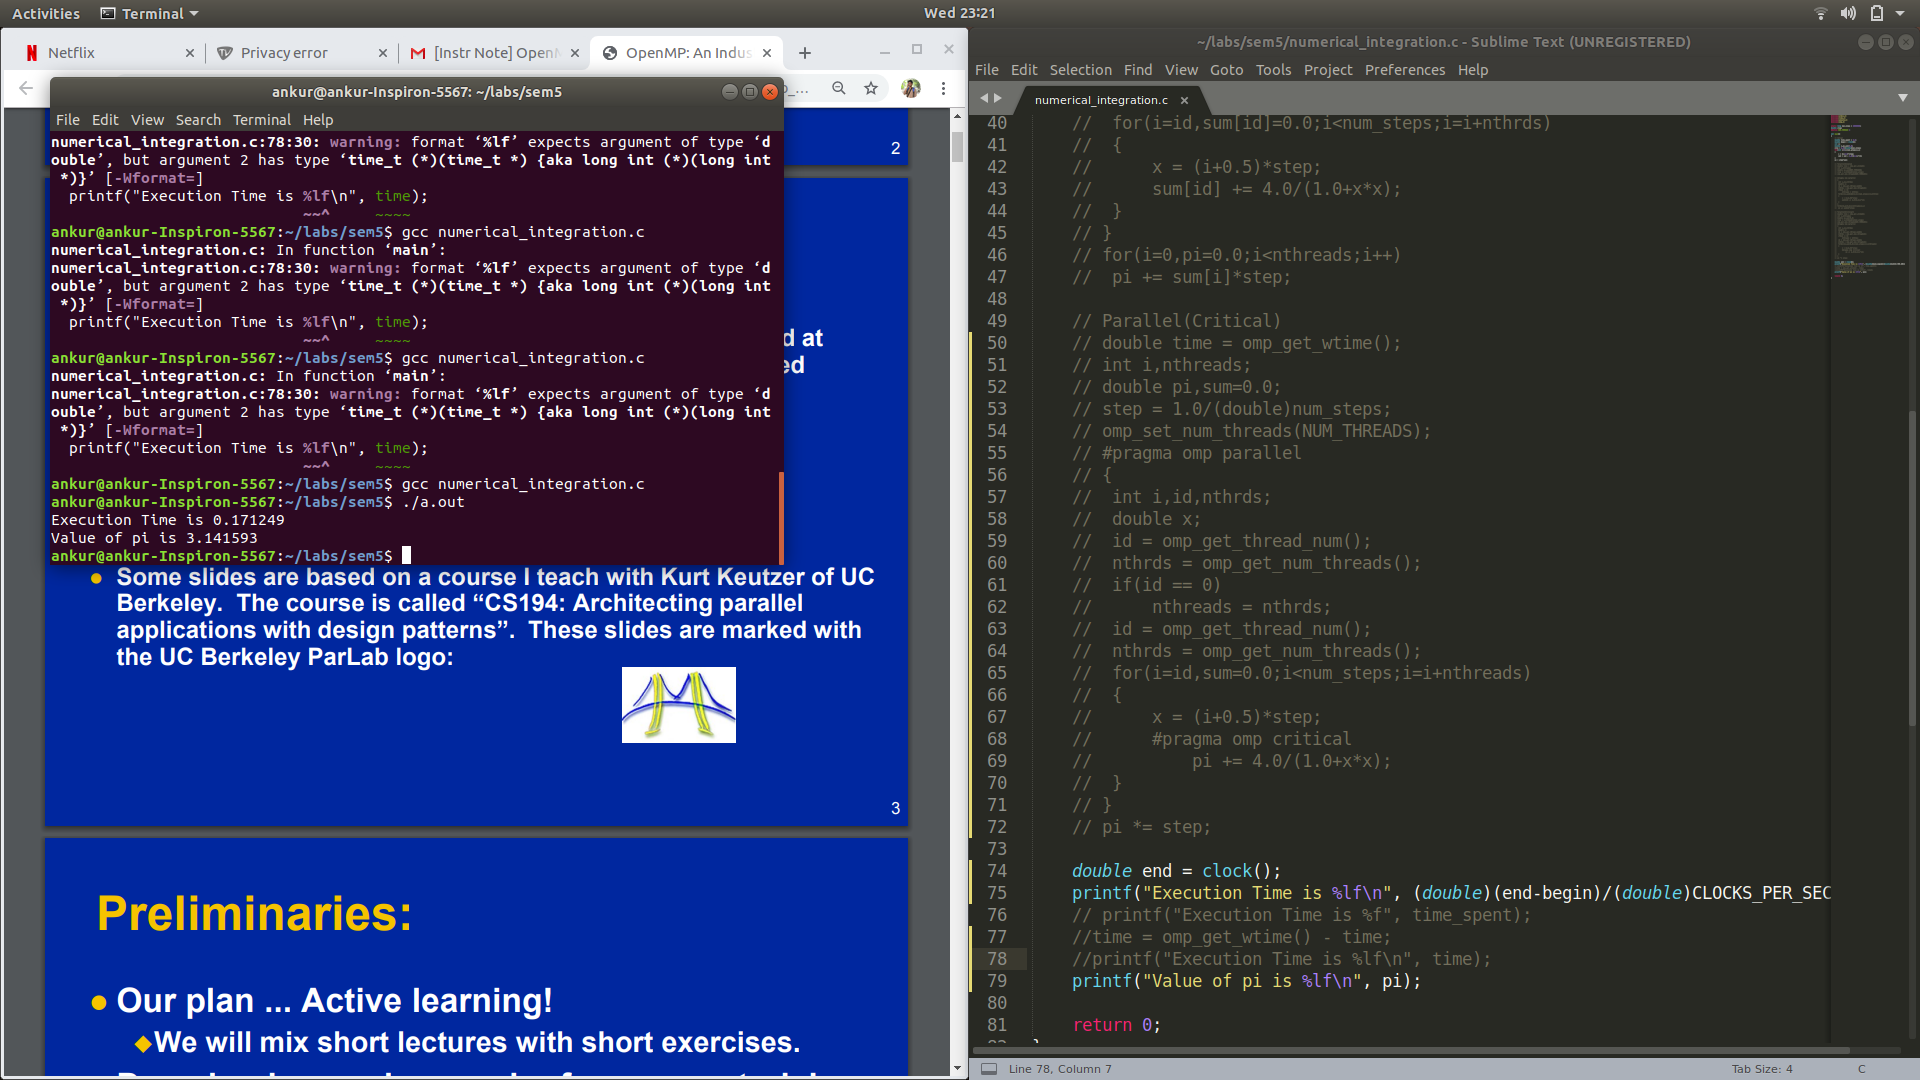 Activities
Terminal
Wed 23:21
Netflix
Privacy error
[Instr Note] OpenM
OpenMP: An Indus
ankur@ankur-Inspiron-5567: ~/labs/sem5
File Edit View Search Terminal Help
numerical_integration.c:78:30: warning: format ‘%lf’ expects argument of type ‘d
ouble’, but argument 2 has type ‘time_t (*)(time_t *) {aka long int (*)(long int
*)}’ [-Wformat=]
printf("Execution Time is %lf\n", time);
~~^ ~~~~
ankur@ankur-Inspiron-5567:~/labs/sem5$ gcc numerical_integration.c
numerical_integration.c: In function ‘main’:
numerical_integration.c:78:30: warning: format ‘%lf’ expects argument of type ‘d
ouble’, but argument 2 has type ‘time_t (*)(time_t *) {aka long int (*)(long int
*)}’ [-Wformat=]
printf("Execution Time is %lf\n", time);
~~^ ~~~~
ankur@ankur-Inspiron-5567:~/labs/sem5$ gcc numerical_integration.c
numerical_integration.c: In function ‘main’:
numerical_integration.c:78:30: warning: format ‘%lf’ expects argument of type ‘d
ouble’, but argument 2 has type ‘time_t (*)(time_t *) {aka long int (*)(long int
*)}’ [-Wformat=]
printf("Execution Time is %lf\n", time);
~~^ ~~~~
ankur@ankur-Inspiron-5567:~/labs/sem5$ gcc numerical_integration.c
ankur@ankur-Inspiron-5567:~/labs/sem5$ ./a.out
Execution Time is 0.171249
Value of pi is 3.141593
ankur@ankur-Inspiron-5567:~/labs/sem5$
2
d at
ed
Some slides are based on a course I teach with Kurt Keutzer of UC
Berkeley. The course is called “CS194: Architecting parallel
applications with design patterns”. These slides are marked with
the UC Berkeley ParLab logo:
3
Preliminaries:
Our plan ... Active learning!
We will mix short lectures with short exercises.
~/labs/sem5/numerical_integration.c - Sublime Text (UNREGISTERED)
File Edit Selection Find View Goto Tools Project Preferences Help
numerical_integration.c
40 // for(i=id,sum[id]=0.0;i<num_steps;i=i+nthrds)
41 // {
42 // x = (i+0.5)*step;
43 // sum[id] += 4.0/(1.0+x*x);
44 // }
45 // }
46 // for(i=0,pi=0.0;i<nthreads;i++)
47 // pi += sum[i]*step;
48
49 // Parallel(Critical)
50 // double time = omp_get_wtime();
51 // int i,nthreads;
52 // double pi,sum=0.0;
53 // step = 1.0/(double)num_steps;
54 // omp_set_num_threads(NUM_THREADS);
55 // #pragma omp parallel
56 // {
57 // int i,id,nthrds;
58 // double x;
59 // id = omp_get_thread_num();
60 // nthrds = omp_get_num_threads();
61 // if(id == 0)
62 // nthreads = nthrds;
63 // id = omp_get_thread_num();
64 // nthrds = omp_get_num_threads();
65 // for(i=id,sum=0.0;i<num_steps;i=i+nthreads)
66 // {
67 // x = (i+0.5)*step;
68 // #pragma omp critical
69 // pi += 4.0/(1.0+x*x);
70 // }
71 // }
72 // pi *= step;
73
74 double end = clock();
75 printf("Execution Time is %lf\n", (double)(end-begin)/(double)CLOCKS_PER_SEC
76 // printf("Execution Time is %f", time_spent);
77 //time = omp_get_wtime() - time;
78 //printf("Execution Time is %lf\n", time);
79 printf("Value of pi is %lf\n", pi);
80
81 return 0;
Line 78, Column 7
Tab Size: 4
C